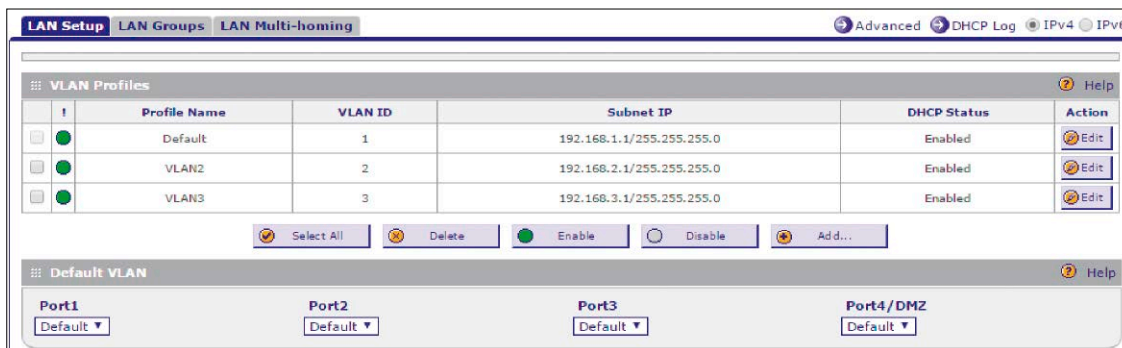 LAN Setup LAN Groups LAN Multi-homing Advanced DHCP Log IPv4 IPv6
VLAN Profiles Help
! Profile Name VLAN ID Subnet IP DHCP Status Action
Default 1 192.168.1.1/255.255.255.0 Enabled Edit
VLAN2 2 192.168.2.1/255.255.255.0 Enabled Edit
VLAN3 3 192.168.3.1/255.255.255.0 Enabled Edit
Select All Delete Enable Disable Add...
Default VLAN Help
Port1 Port2 Port3 Port4/DMZ
Default Default Default Default